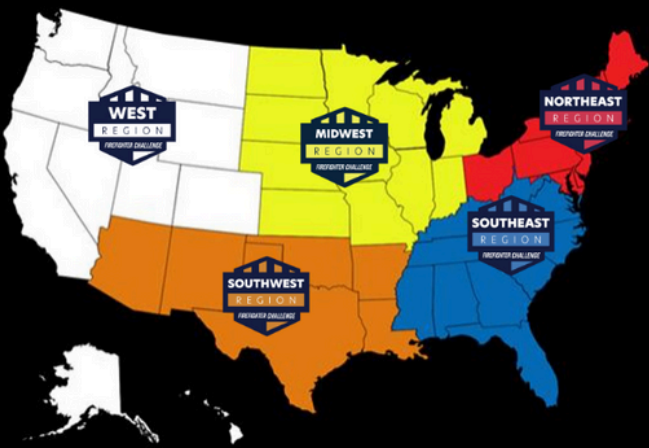 WEST
REGION
FIREFIGHTER CHALLENGE
MIDWEST
REGION
FIREFIGHTER CHALLENGE
NORTHEAST
REGION
FIREFIGHTER CHALLENGE
SOUTHEAST
REGION
FIREFIGHTER CHALLENGE
SOUTHWEST
REGION
FIREFIGHTER CHALLENGE